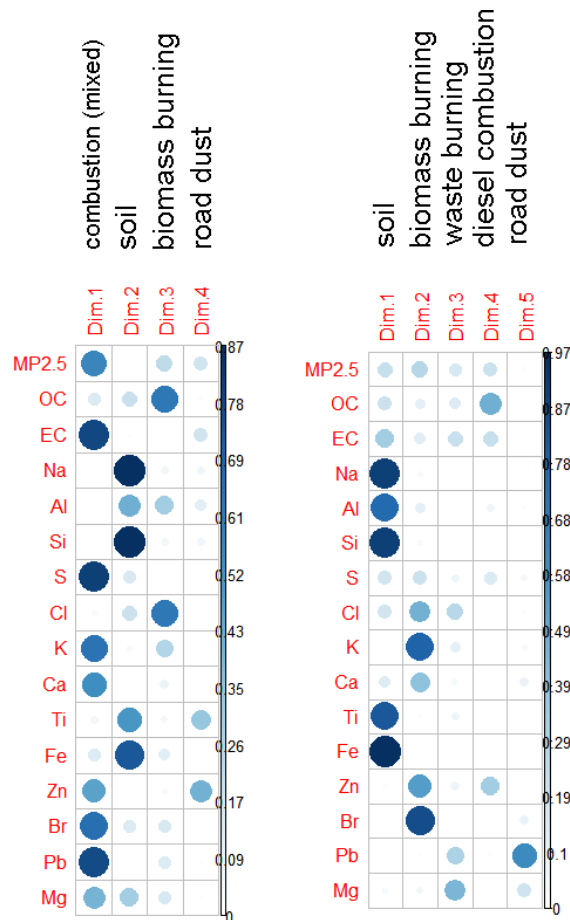 combustion (mixed)
soil
biomass burning
road dust
Dim.1
Dim.2
Dim.3
Dim.4
MP2.5
OC
EC
Na
Al
Si
S
Cl
K
Ca
Ti
Fe
Zn
Br
Pb
Mg
0.87
0.78
0.69
0.61
0.52
0.43
0.35
0.26
0.17
0.09
0
soil
biomass burning
waste burning
diesel combustion
road dust
Dim.1
Dim.2
Dim.3
Dim.4
Dim.5
MP2.5
OC
EC
Na
Al
Si
S
Cl
K
Ca
Ti
Fe
Zn
Br
Pb
Mg
0.97
0.87
0.78
0.68
0.58
0.49
0.39
0.29
0.19
0.1
0